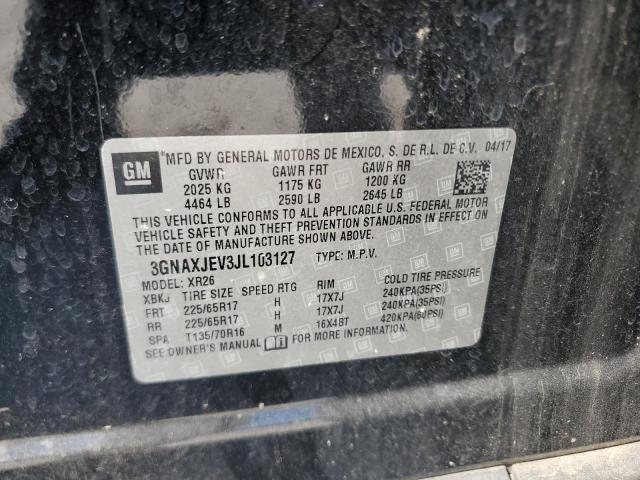 GM
MFD BY GENERAL MOTORS DE MEXICO, S. DE R.L. DE C.V. 04/17
GVWR GAWR FRT GAWR RR
2025 KG 1175 KG 1200 KG
4464 LB 2590 LB 2645 LB
THIS VEHICLE CONFORMS TO ALL APPLICABLE U.S. FEDERAL MOTOR
VEHICLE SAFETY AND THEFT PREVENTION STANDARDS IN EFFECT ON
THE DATE OF MANUFACTURE SHOWN ABOVE.
3GNAXJEV3JL103127 TYPE: M.P.V.
XBKJ XR26
TIRE SIZE SPEED RTG RIM COLD TIRE PRESSURE
FRT 225/65R17 H 17X7J 240KPA(35PSI)
RR 225/65R17 H 17X7J 240KPA(35PSI)
SPA T135/70R16 M 16X4BT 420KPA(60PSI)
SEE OWNER'S MANUAL FOR MORE INFORMATION.